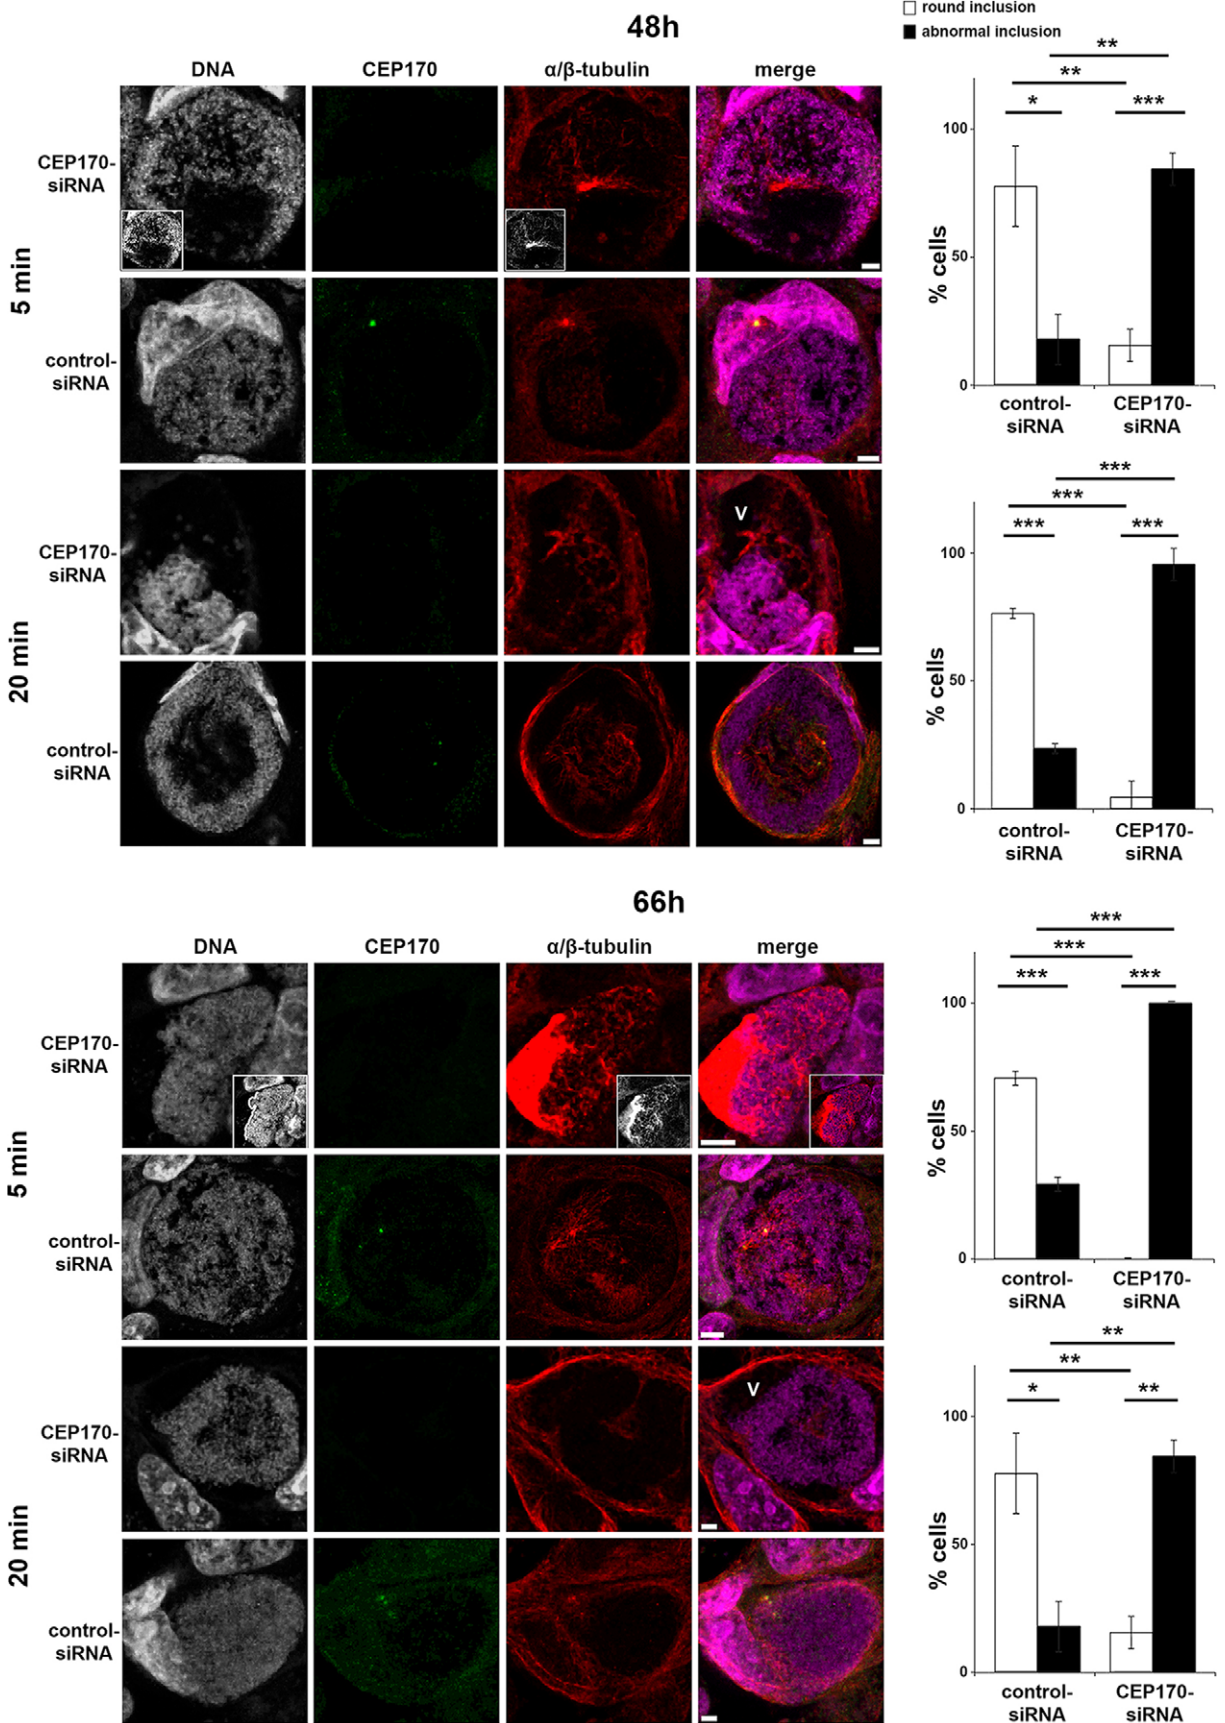 48h
round inclusion
abnormal inclusion
DNA
CEP170
α/β-tubulin
merge
5 min
CEP170-
siRNA
control-
siRNA
20 min
CEP170-
siRNA
V
control-
siRNA
**
**
*
***
100
50
0
% cells
control-
siRNA
CEP170-
siRNA
***
***
***
***
100
50
0
% cells
control-
siRNA
CEP170-
siRNA
66h
DNA
CEP170
α/β-tubulin
merge
5 min
CEP170-
siRNA
control-
siRNA
20 min
CEP170-
siRNA
V
control-
siRNA
***
***
***
***
100
50
0
% cells
control-
siRNA
CEP170-
siRNA
**
**
*
**
100
50
0
% cells
control-
siRNA
CEP170-
siRNA